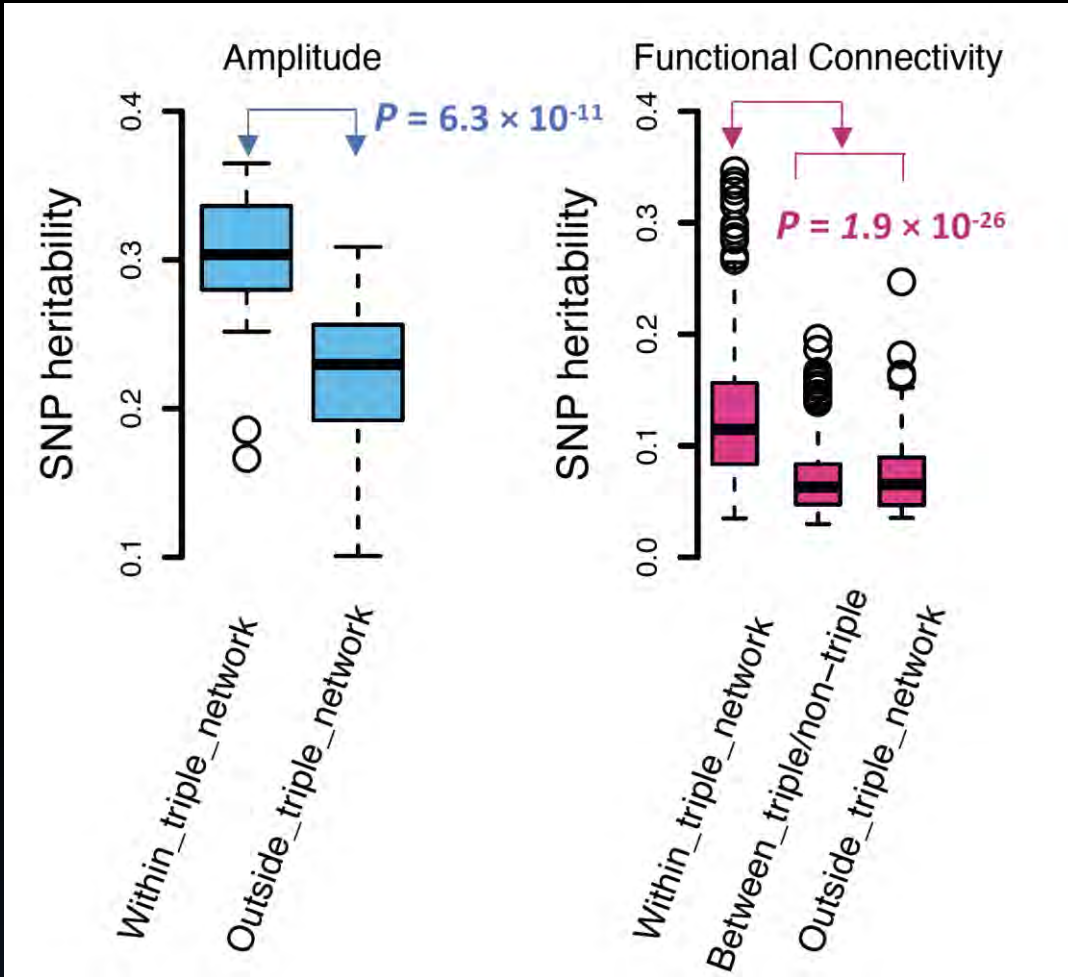 Amplitude
P = 6.3 × 10-11
SNP heritability
0.4
0.3
0.2
0.1
Within_triple_network
Outside_triple_network
Functional Connectivity
P = 1.9 × 10-26
SNP heritability
0.4
0.3
0.2
0.1
0.0
Within_triple_network
Between_triple/non−triple
Outside_triple_network